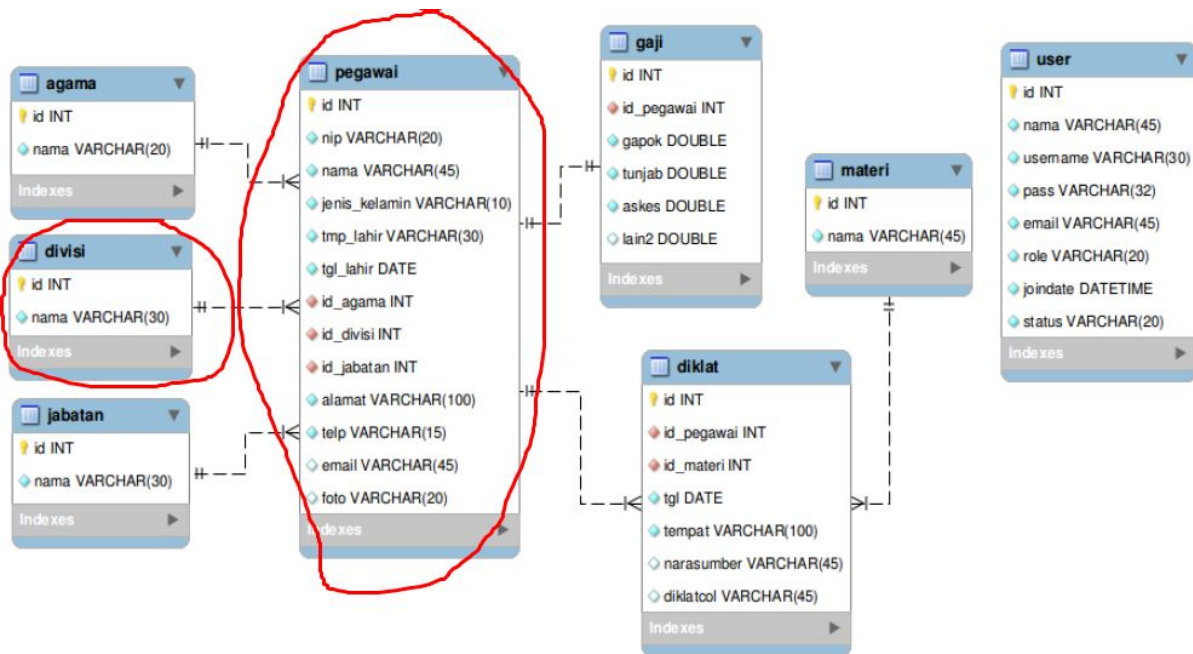 agama
id INT
nama VARCHAR(20)
Indexes
divisi
id INT
nama VARCHAR(30)
Indexes
jabatan
id INT
nama VARCHAR(30)
Indexes
pegawai
id INT
nip VARCHAR(20)
nama VARCHAR(45)
jenis_kelamin VARCHAR(10)
tmp_lahir VARCHAR(30)
tgl_lahir DATE
id_agama INT
id_divisi INT
id_jabatan INT
alamat VARCHAR(100)
telp VARCHAR(15)
email VARCHAR(45)
foto VARCHAR(20)
Indexes
gaji
id INT
id_pegawai INT
gapok DOUBLE
tunjab DOUBLE
askes DOUBLE
lain2 DOUBLE
Indexes
diklat
id INT
id_pegawai INT
id_materi INT
tgl DATE
tempat VARCHAR(100)
narasumber VARCHAR(45)
diklatcol VARCHAR(45)
Indexes
materi
id INT
nama VARCHAR(45)
Indexes
user
id INT
nama VARCHAR(45)
username VARCHAR(30)
pass VARCHAR(32)
email VARCHAR(45)
role VARCHAR(20)
joindate DATETIME
status VARCHAR(20)
Indexes